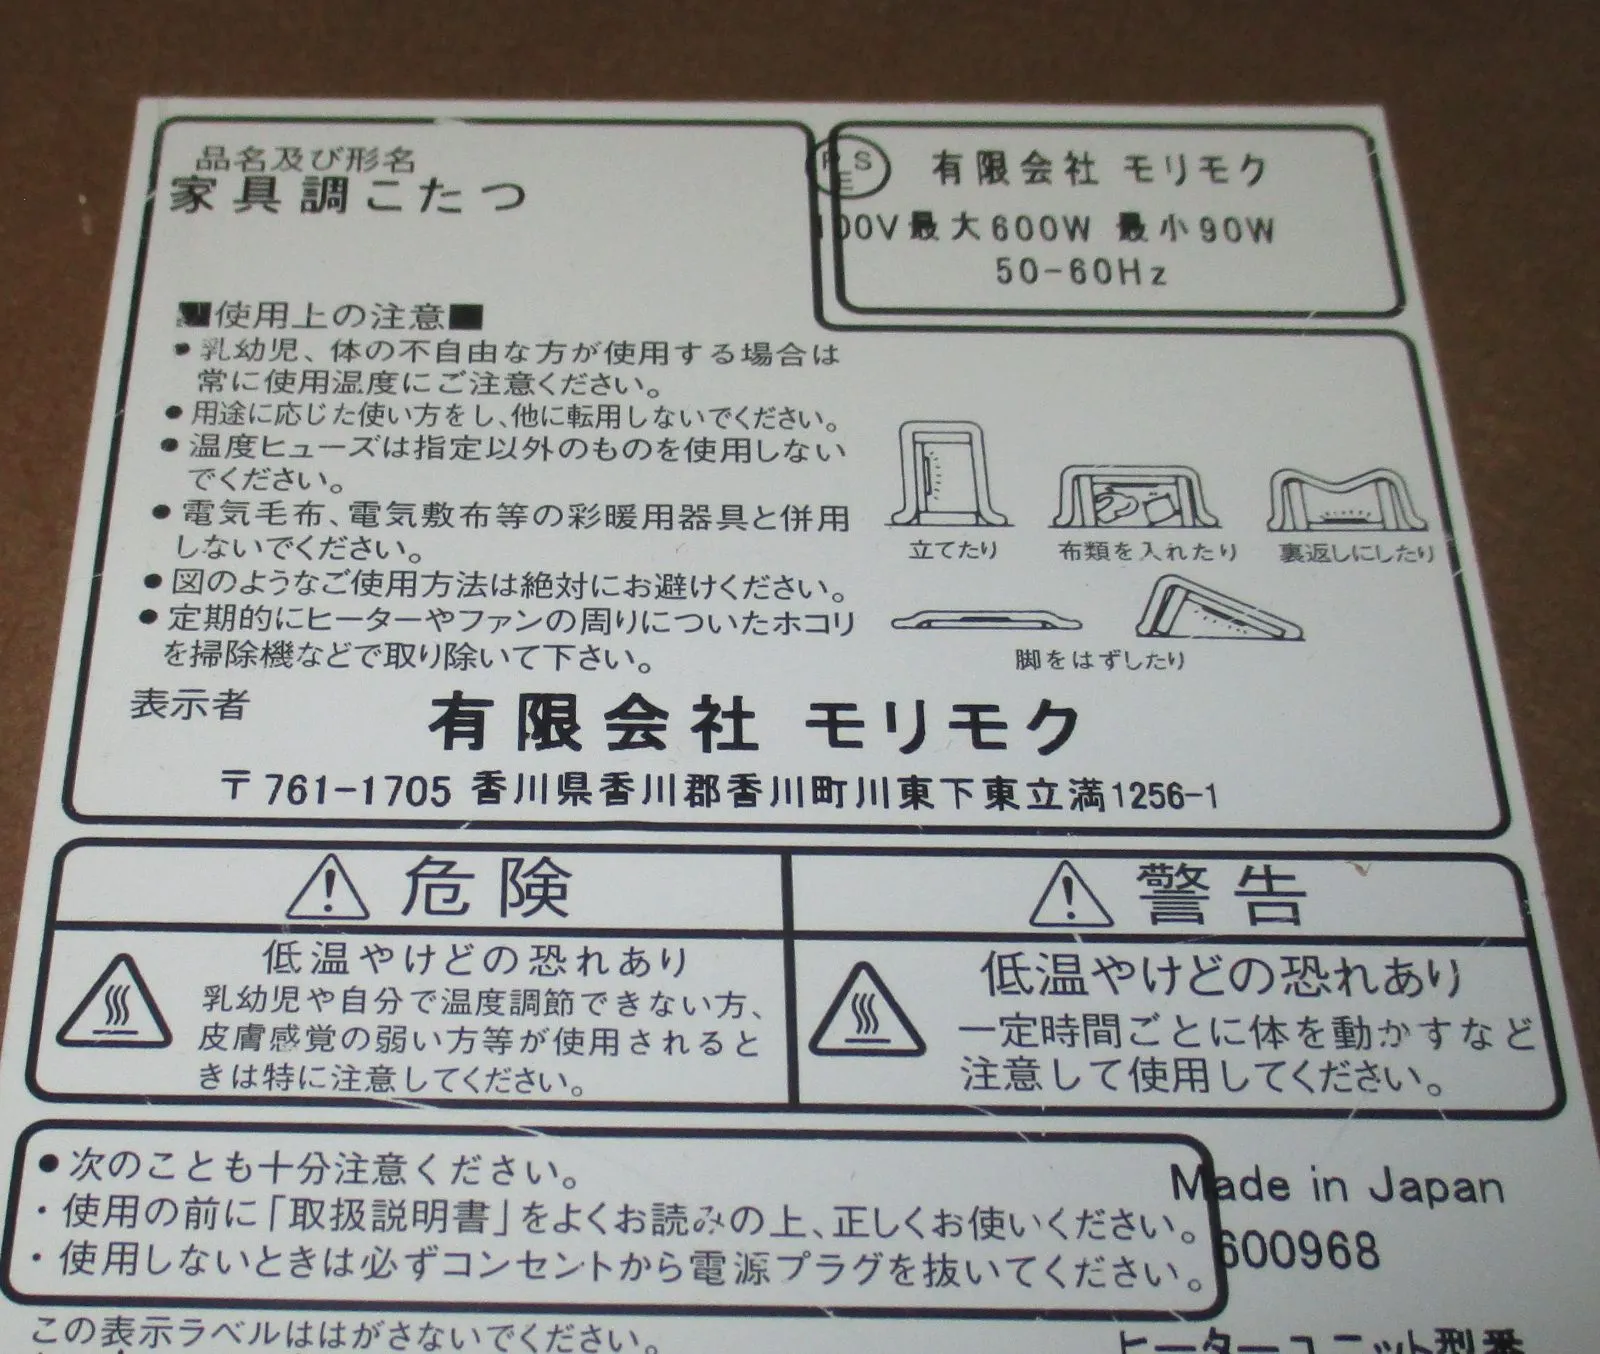 品名及び形名
家具調こたつ
PSE 有限会社 モリモク
100V最大600W 最小90W
50-60Hz
■使用上の注意■
●乳幼児、体の不自由な方が使用する場合は
常に使用温度にご注意ください。
●用途に応じた使い方をし、他に転用しないでください。
●温度ヒューズは指定以外のものを使用しない
でください。
●電気毛布、電気敷布等の彩暖用器具と併用
しないでください。
●図のようなご使用方法は絶対にお避けください。
●定期的にヒーターやファンの周りについたホコリ
を掃除機などで取り除いて下さい。
立てたり 布類を入れたり 裏返しにしたり
脚をはずしたり
表示者 有限会社 モリモク
〒761-1705 香川県香川郡香川町川東下東立満1256-1
危険
低温やけどの恐れあり
乳幼児や自分で温度調節できない方、
皮膚感覚の弱い方等が使用されると
きは特に注意してください。
警告
低温やけどの恐れあり
一定時間ごとに体を動かすなど
注意して使用してください。
●次のことも十分注意ください。
・使用の前に「取扱説明書」をよくお読みの上、正しくお使いください。
・使用しないときは必ずコンセントから電源プラグを抜いてください。
Made in Japan
600968
この表示ラベルははがさないでください。
ヒーターユニット型番